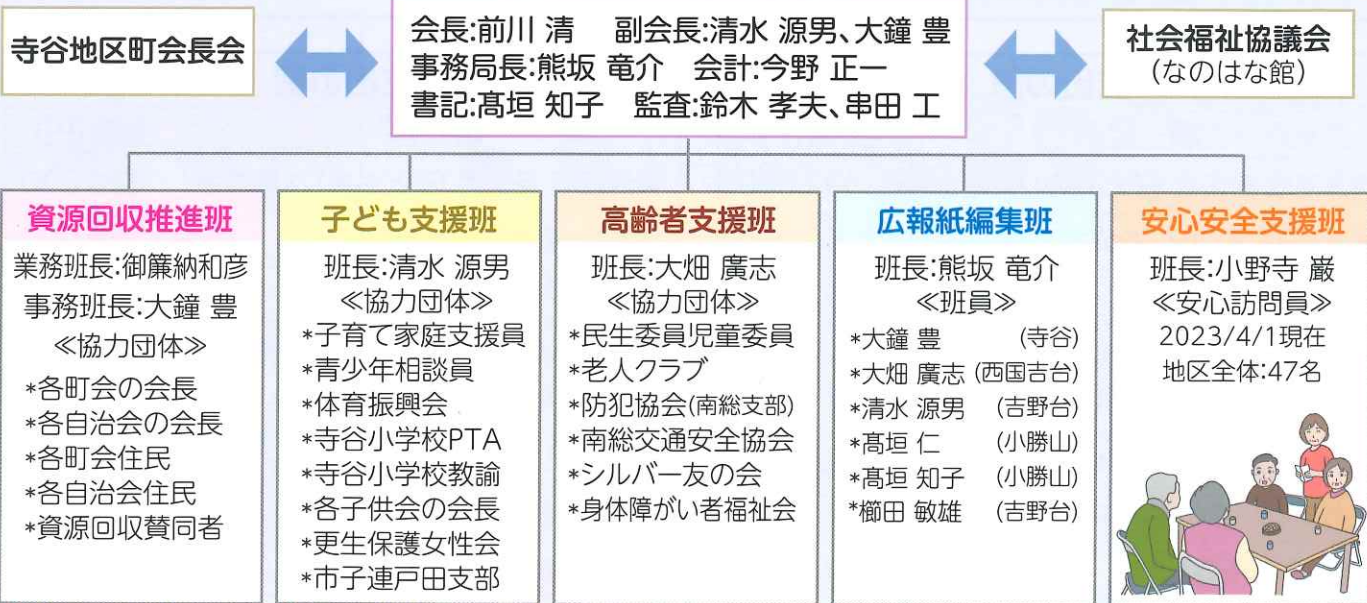 寺谷地区町会長会
会長:前川 清　副会長:清水 源男、大鐘 豊
事務局長:熊坂 竜介　会計:今野 正一
書記:髙垣 知子　監査:鈴木 孝夫、串田 工
社会福祉協議会
(なのはな館)
資源回収推進班
業務班長:御簾納和彦
事務班長:大鐘 豊
≪協力団体≫
*各町会の会長
*各自治会の会長
*各町会住民
*各自治会住民
*資源回収賛同者
子ども支援班
班長:清水 源男
≪協力団体≫
*子育て家庭支援員
*青少年相談員
*体育振興会
*寺谷小学校PTA
*寺谷小学校教諭
*各子供会の会長
*更生保護女性会
*市子連戸田支部
高齢者支援班
班長:大畑 廣志
≪協力団体≫
*民生委員児童委員
*老人クラブ
*防犯協会(南総支部)
*南総交通安全協会
*シルバー友の会
*身体障がい者福祉会
広報紙編集班
班長:熊坂 竜介
≪班員≫
*大鐘 豊　(寺谷)
*大畑 廣志 (西国吉台)
*清水 源男　(吉野台)
*髙垣 仁　(小勝山)
*髙垣 知子　(小勝山)
*櫛田 敏雄　(吉野台)
安心安全支援班
班長:小野寺 巌
≪安心訪問員≫
2023/4/1現在
地区全体:47名